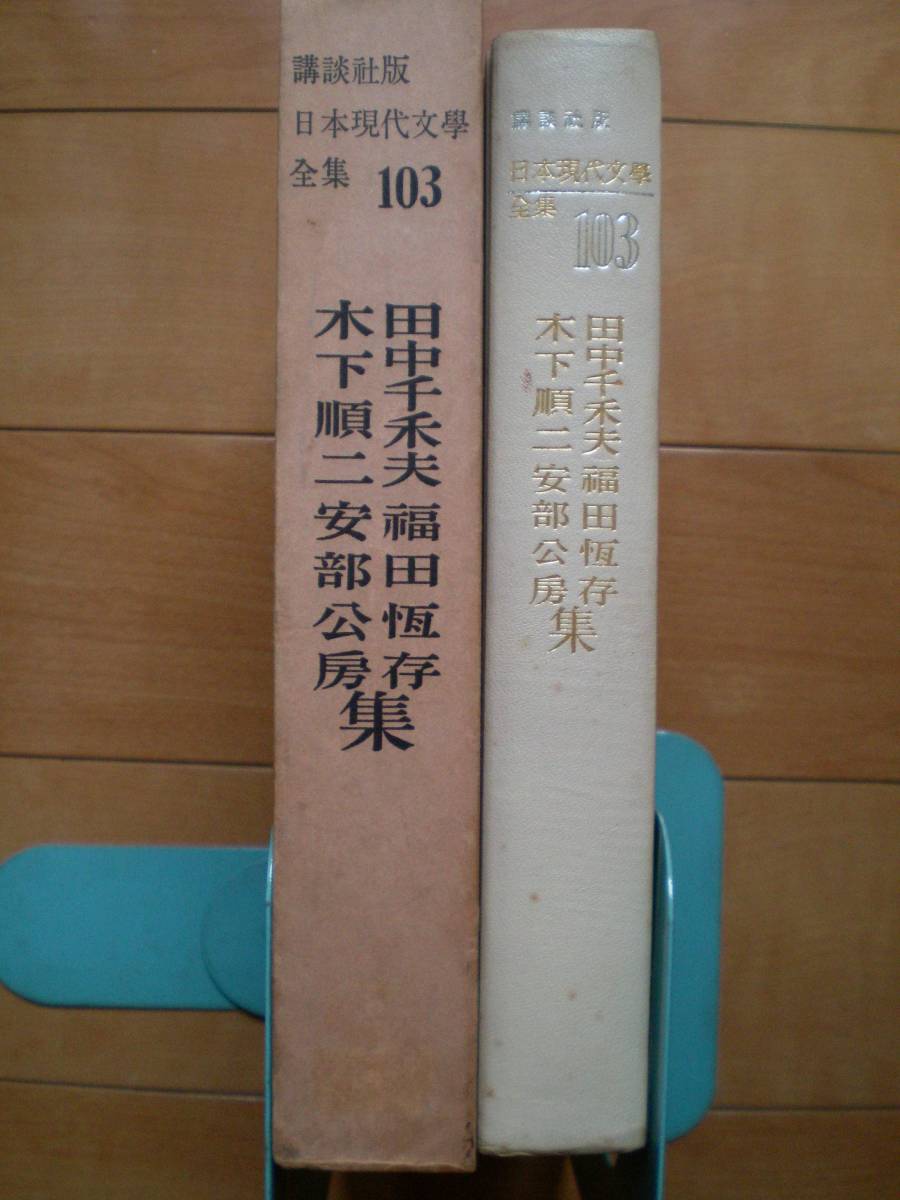 講談社版
日本現代文學
全集 103
田中千禾夫 福田恆存
木下順二 安部公房
集
講談社版
日本現代文學
全集 103
田中千禾夫 福田恆存
木下順二 安部公房
集